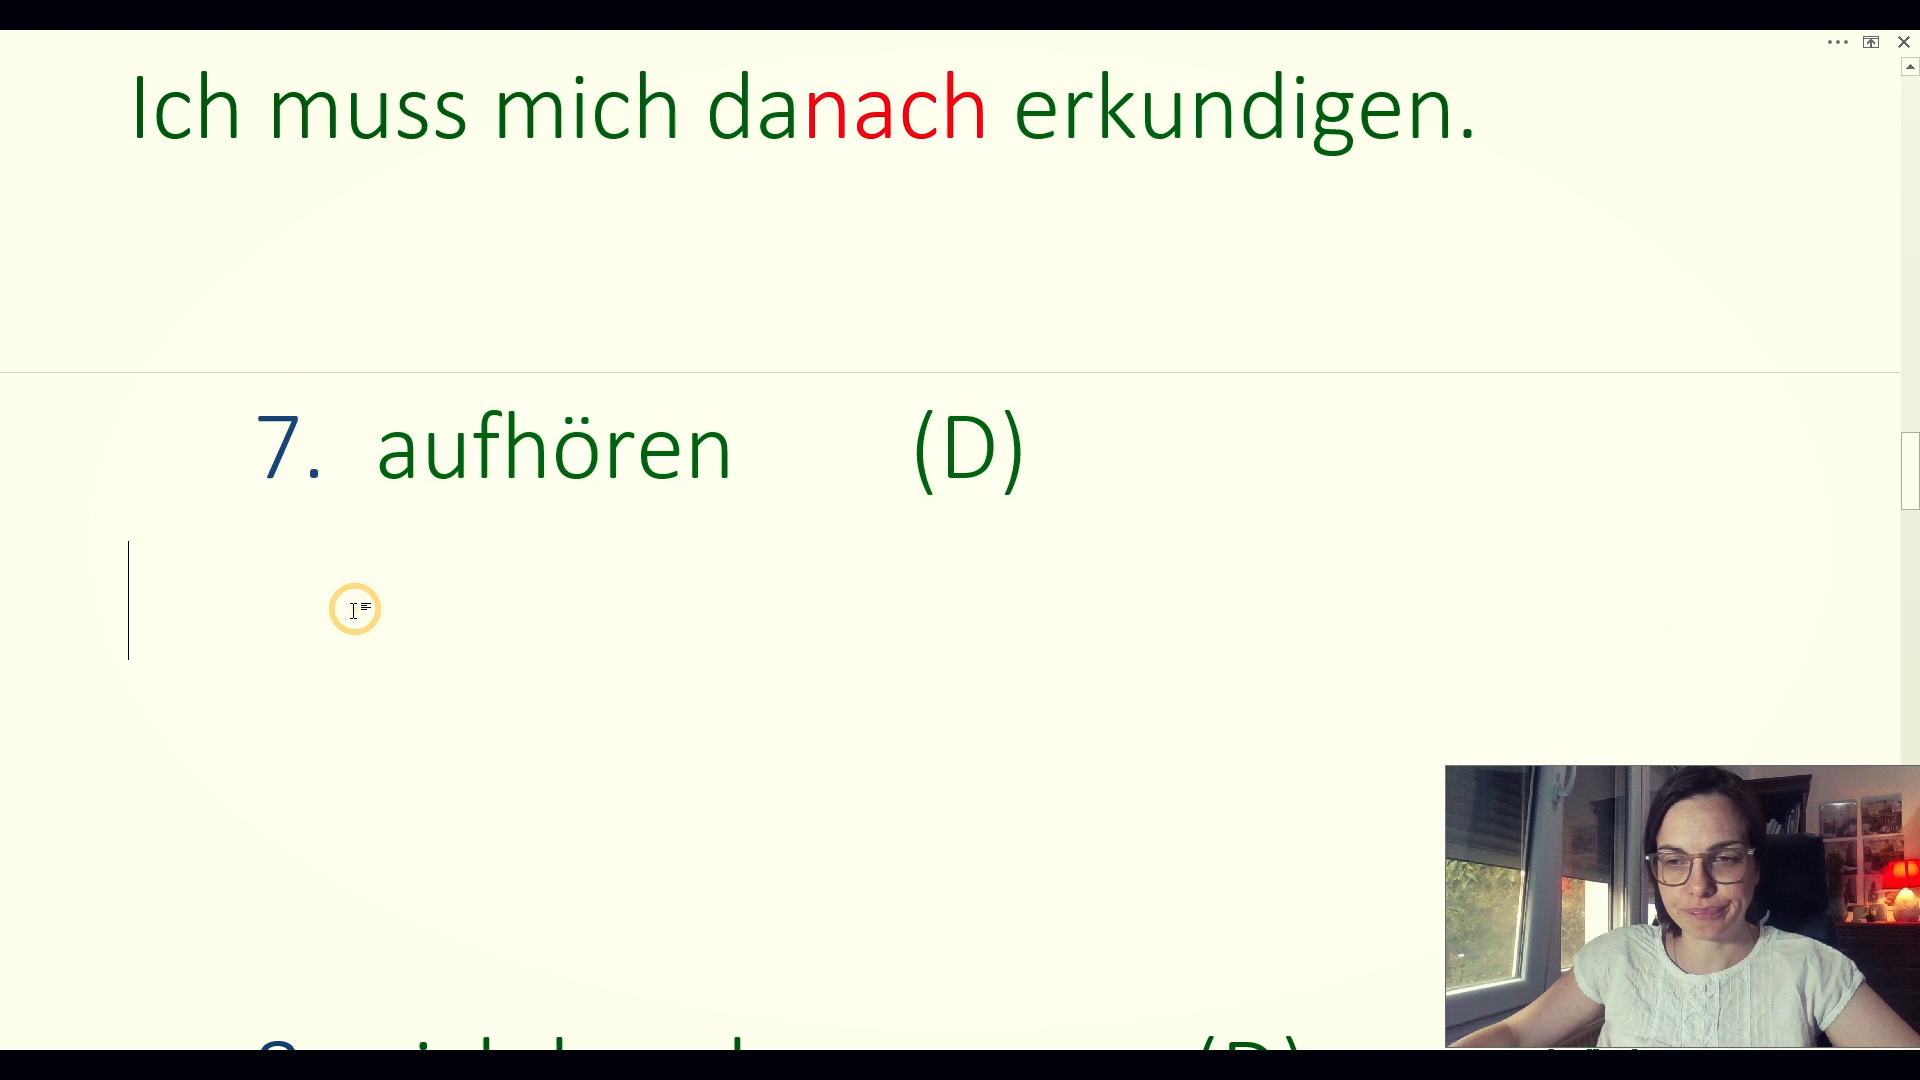 Ich muss mich danach erkundigen.
7. aufhören (D)